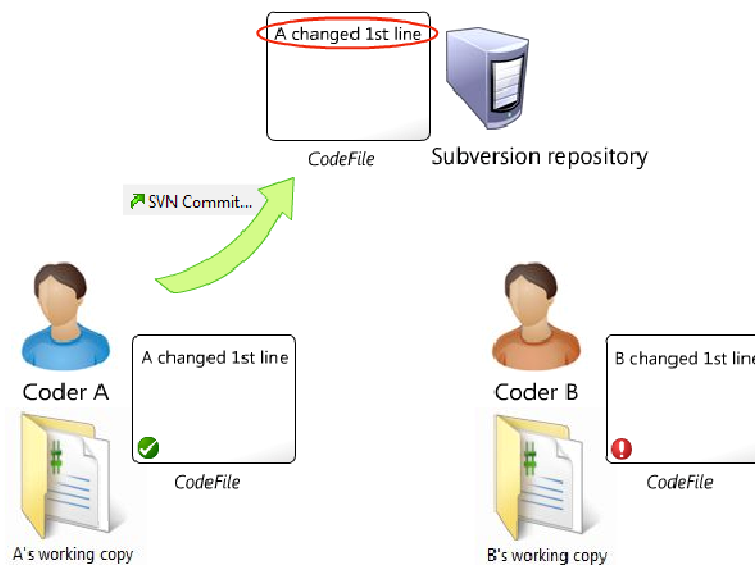 A changed 1st line
CodeFile
Subversion repository
SVN Commit...
Coder A
A changed 1st line
CodeFile
A's working copy
Coder B
B changed 1st line
CodeFile
B's working copy